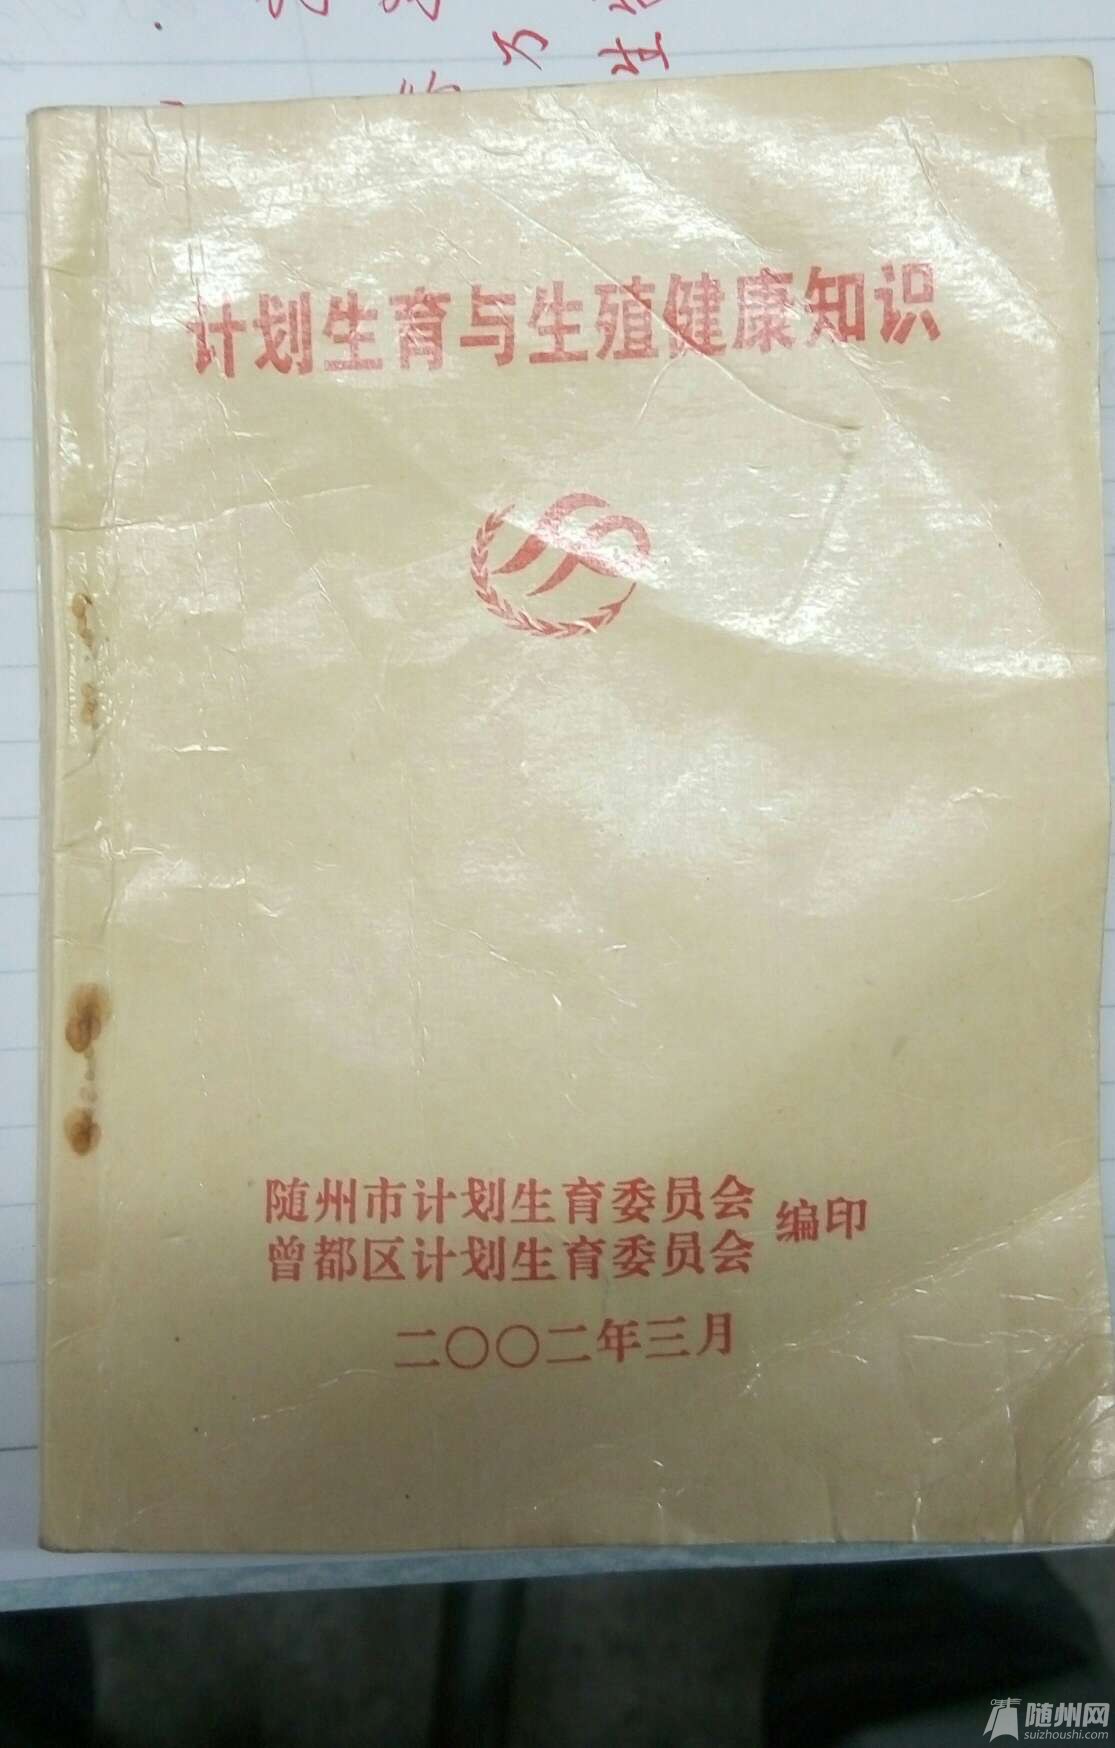 生
计划生育与生殖健康知识
随州市计划生育委员会
曾都区计划生育委员会
编印
二〇〇二年三月
随州网
suizhoushi.com